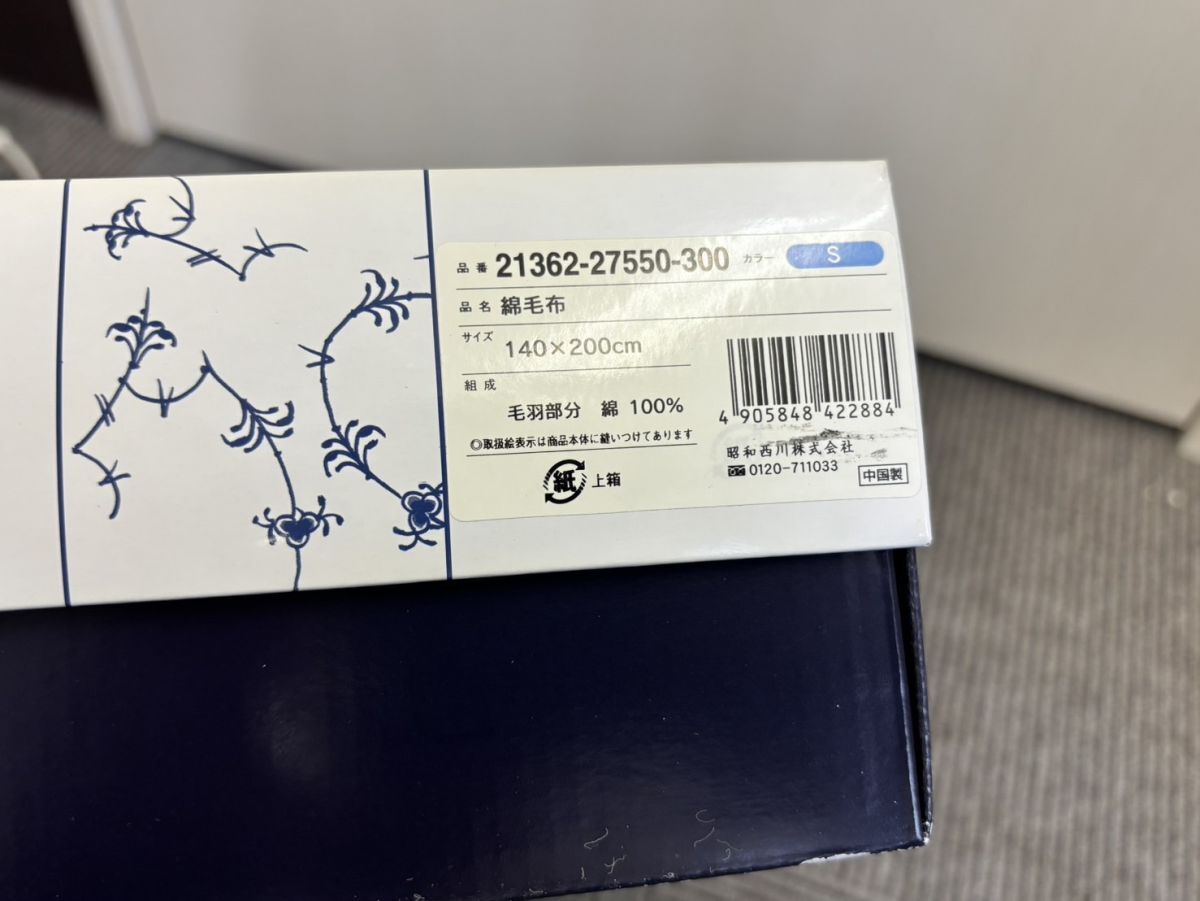 品番 21362-27550-300 カラー S
品名 綿毛布
サイズ 140×200cm
組成
毛羽部分 綿 100%
◎取扱絵表示は商品本体に縫いつけてあります
紙 上箱
4 905848 422884
昭和西川株式会社
0120-711033
中国製